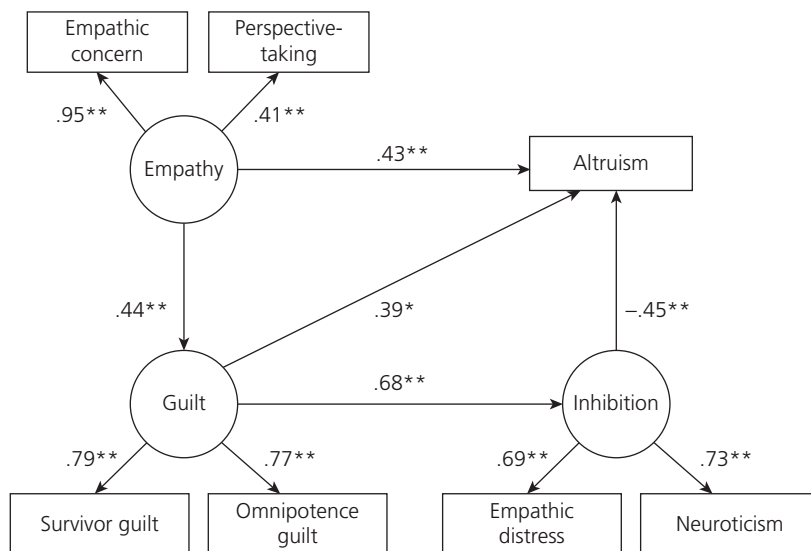 Empathic
concern
Perspective-
taking
.95**
.41**
Empathy
.43**
Altruism
.44**
.39*
–.45**
Guilt
.68**
Inhibition
.79**
.77**
.69**
.73**
Survivor guilt
Omnipotence
guilt
Empathic
distress
Neuroticism